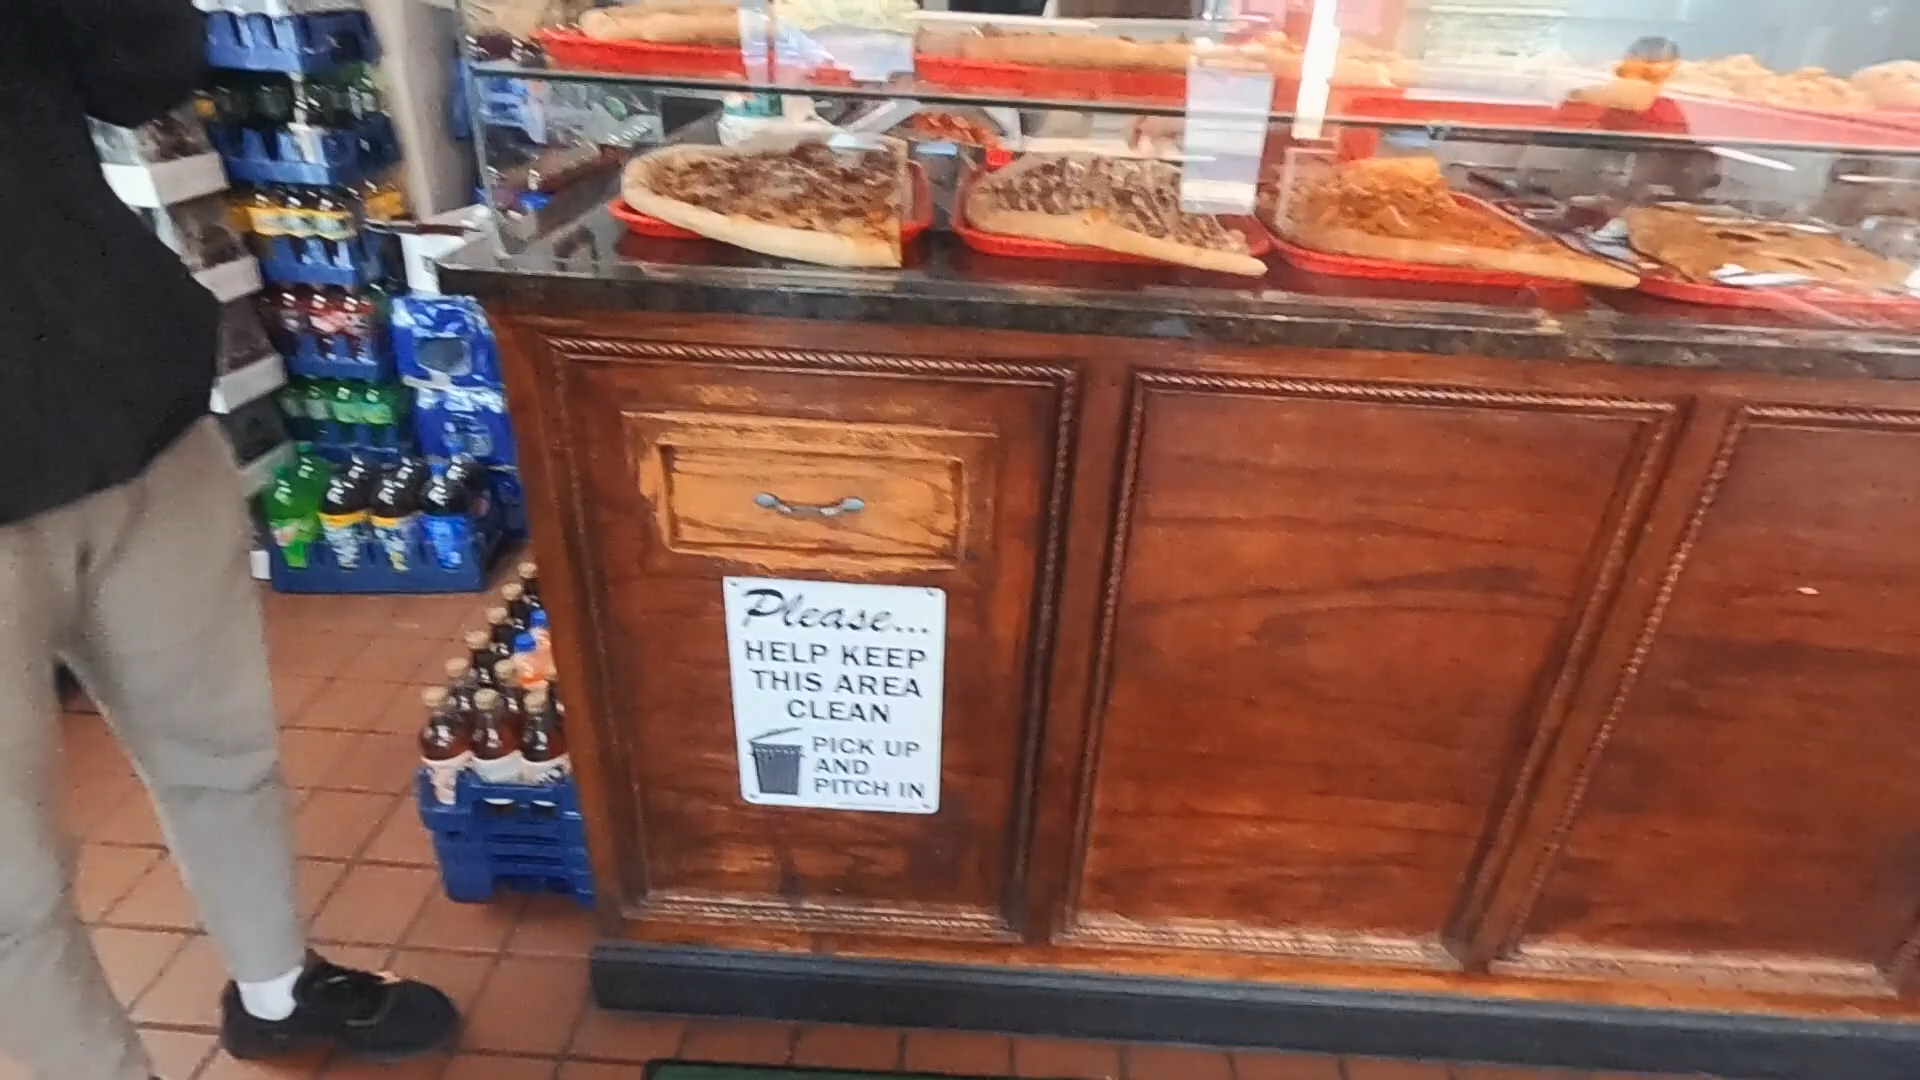 Please...
HELP KEEP
THIS AREA
CLEAN
PICK UP
AND
PITCH IN